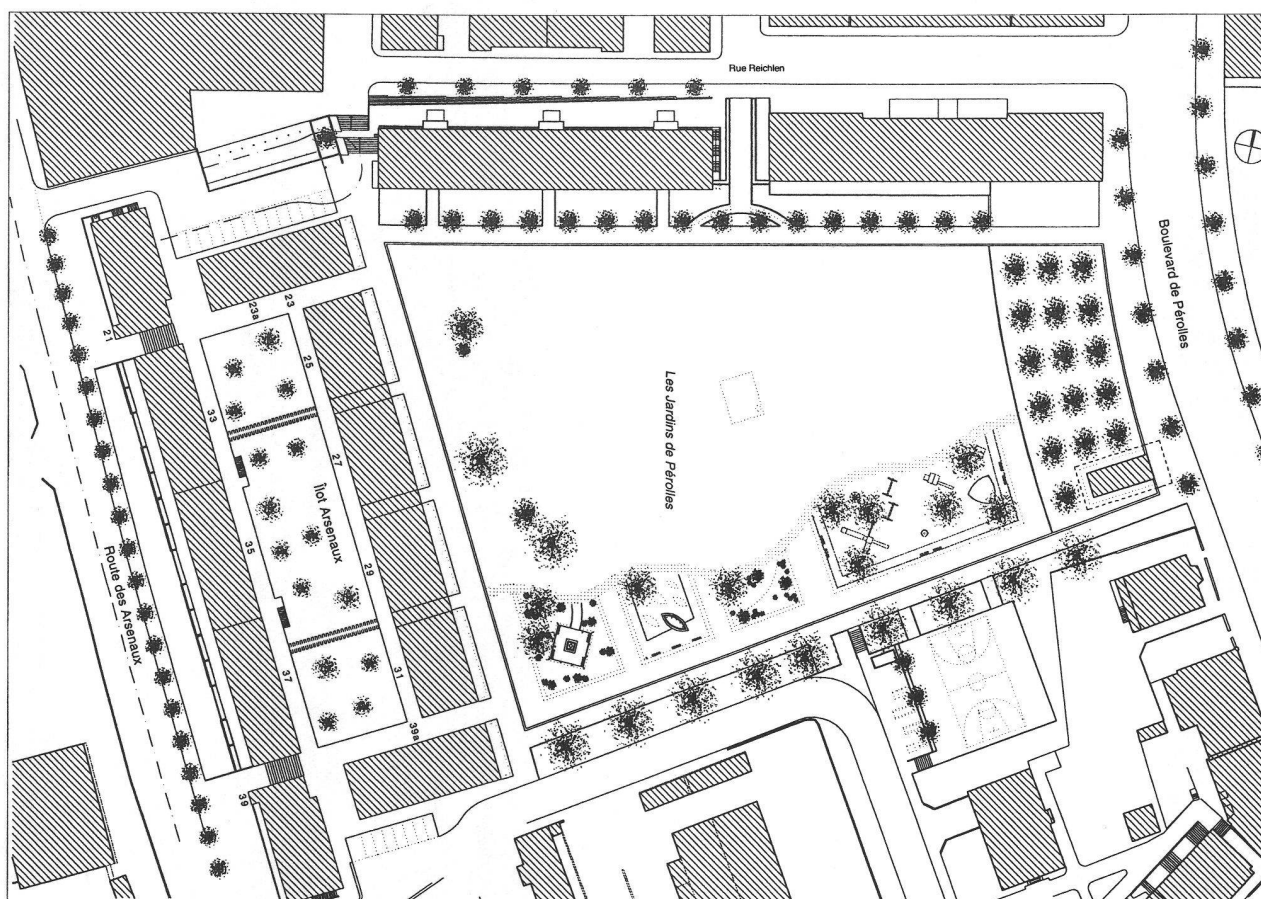 Rue Reichlen
Boulevard de Pérolles
Les Jardins de Pérolles
Îlot Arsenaux
Route des Arsenaux
21
23a
23
25
33
27
35
29
37
31
39a
39